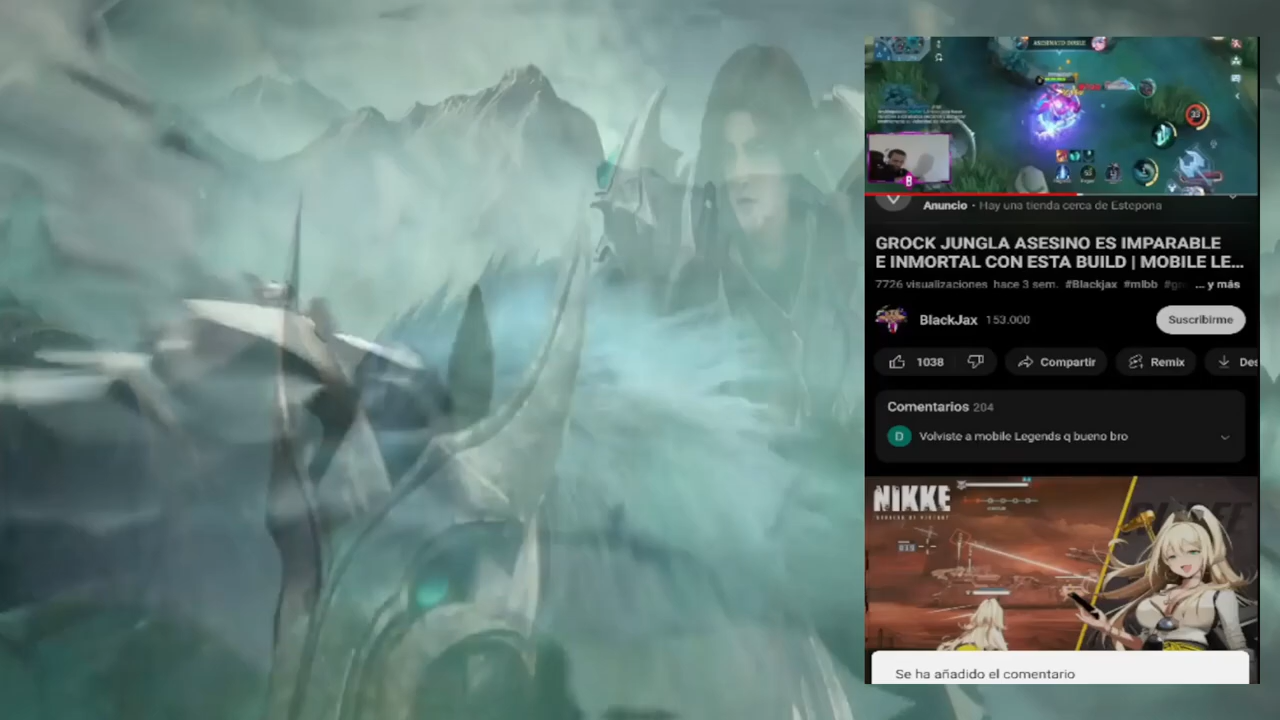 Anuncio • Hay una tienda cerca de Estepona
GROCK JUNGLA ASESINO ES IMPARABLE
E INMORTAL CON ESTA BUILD | MOBILE LE...
7726 visualizaciones hace 3 sem. #Blackjax #mlbb ... y más
BlackJax 153.000
Suscribirme
1038
Compartir
Remix
Des
Comentarios 204
D
Volviste a mobile Legends q bueno bro
NIKKE
Se ha añadido el comentario